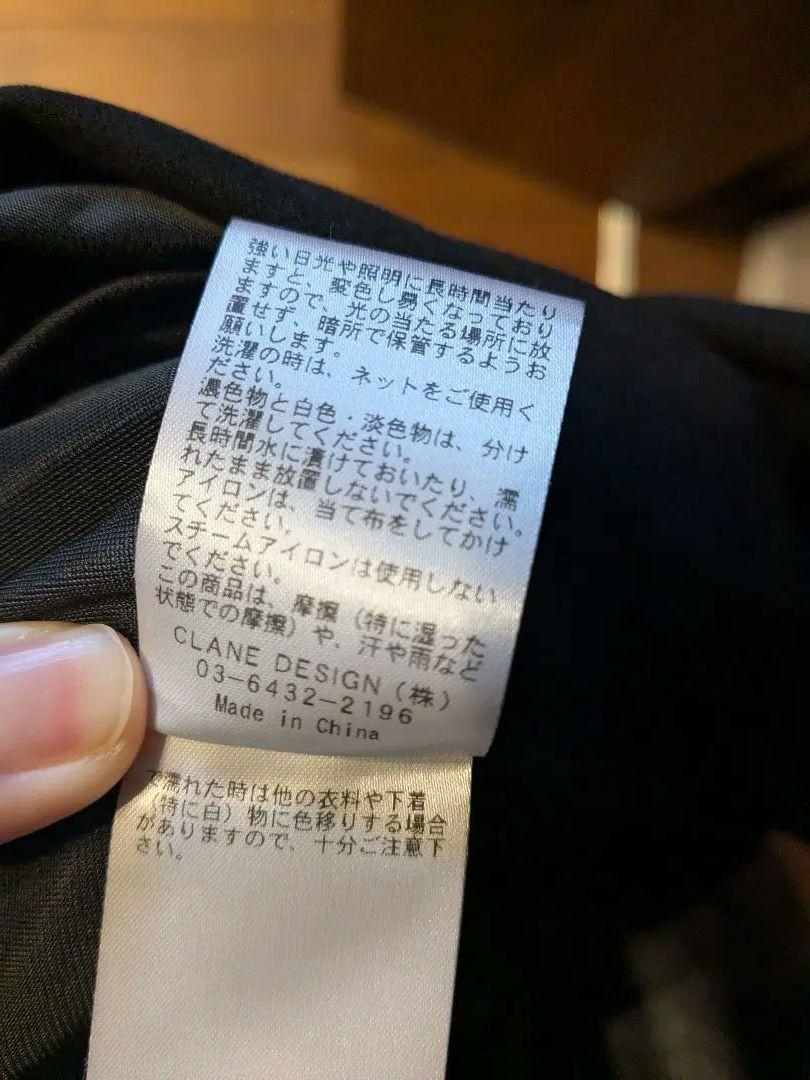 強い日光や照明に長時間当たり
ますと、変色し易くなっており
ますので、光の当たる場所に放
置せず、暗所で保管するようお
願いします。
洗濯の時は、ネットをご使用く
ださい。
濃色物と白色・淡色物は、分け
て洗濯してください。
長時間水に漬けておいたり、濡
れたまま放置しないでください。
アイロンは、当て布をしてかけ
てください。
スチームアイロンは使用しない
でください。
この商品は、摩擦（特に湿った
状態での摩擦）や、汗や雨など
CLANE DESIGN（株）
03-6432-2196
Made in China
で濡れた時は他の衣料や下着
（特に白）物に色移りする場合
がありますので、十分ご注意下
さい。